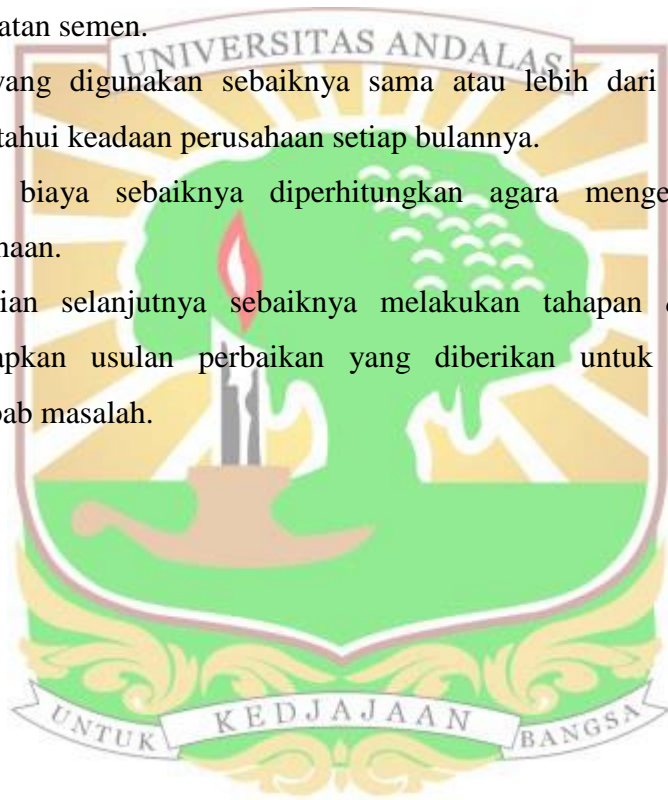 atan semen.
UNIVERSITAS ANDALAS
yang digunakan sebaiknya sama atau lebih dari
tahui keadaan perusahaan setiap bulannya.
biaya sebaiknya diperhitungkan agara menge
naan.
ian selanjutnya sebaiknya melakukan tahapan
apkan usulan perbaikan yang diberikan untuk
bab masalah.
UNTUK KEDJAJAAN BANGSA